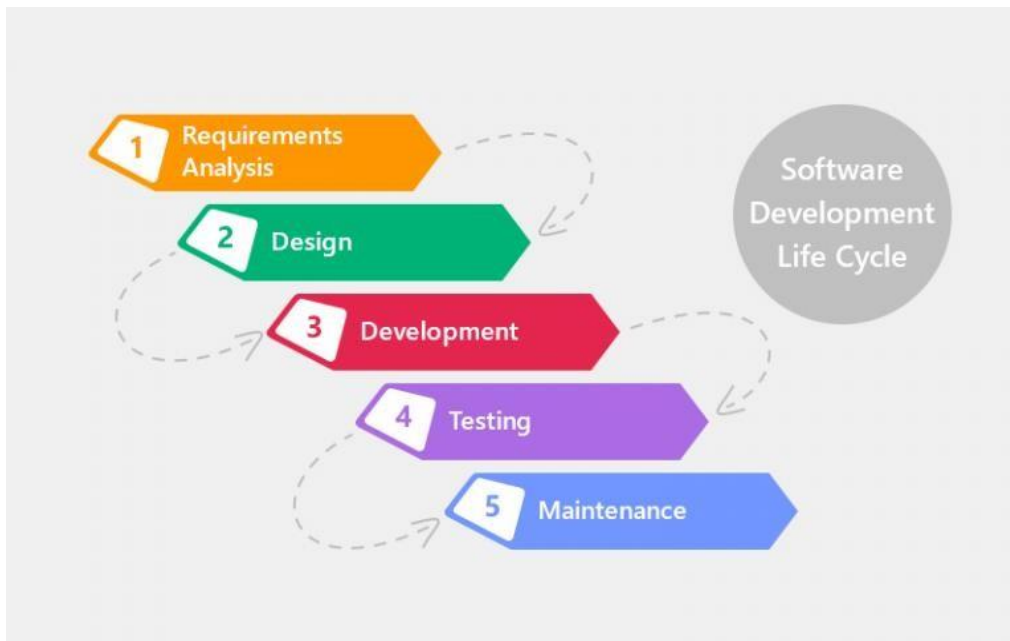 1
Requirements
Analysis
2
Design
3
Development
4
Testing
5
Maintenance
Software
Development
Life Cycle